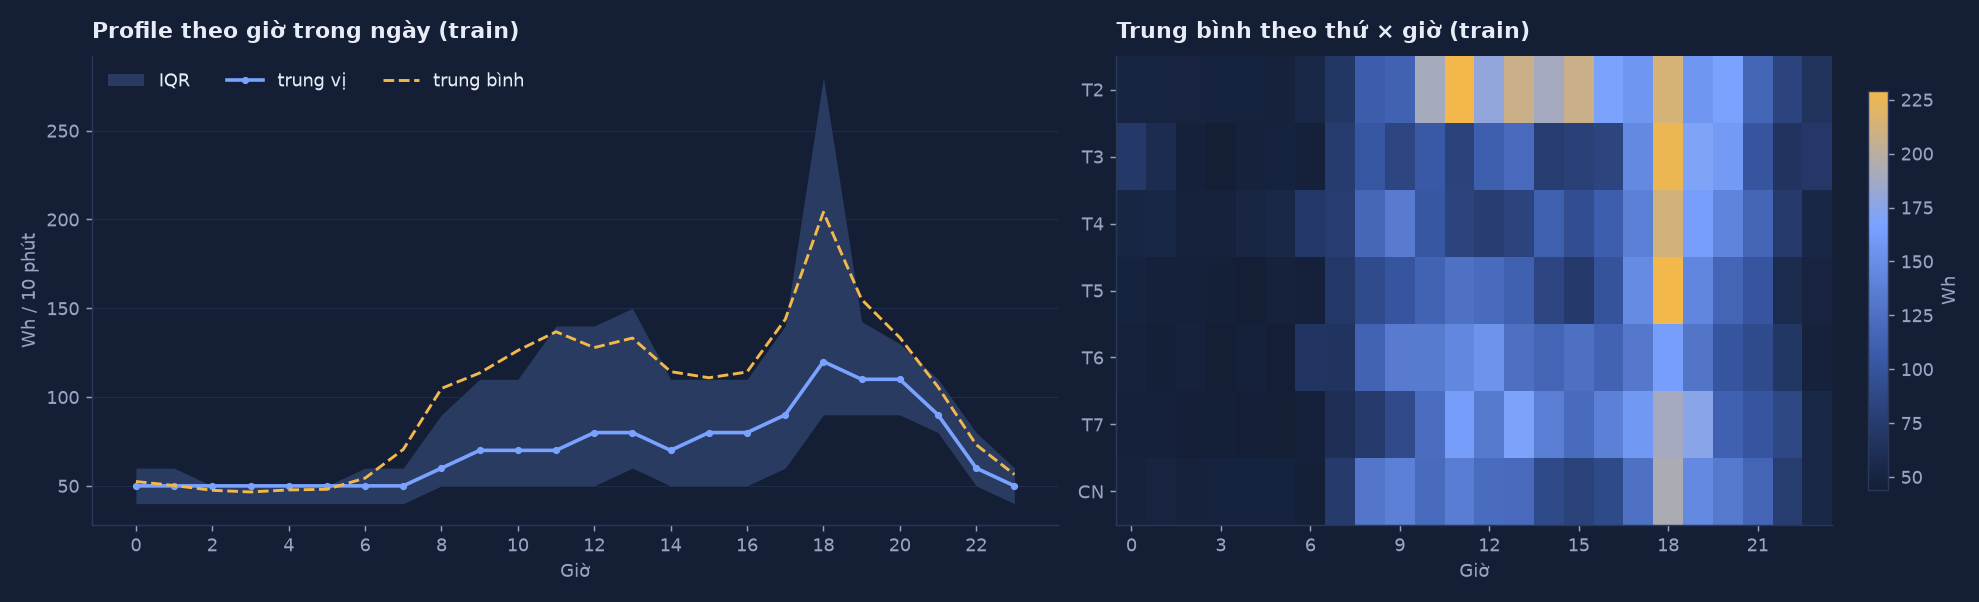 Profile theo giờ trong ngày (train)
IQR trung vị trung bình
250
200
150
100
50
Wh / 10 phút
0 2 4 6 8 10 12 14 16 18 20 22
Giờ
Trung bình theo thứ × giờ (train)
T2
T3
T4
T5
T6
T7
CN
0 3 6 9 12 15 18 21
Giờ
225
200
175
150
125
100
75
50
Wh